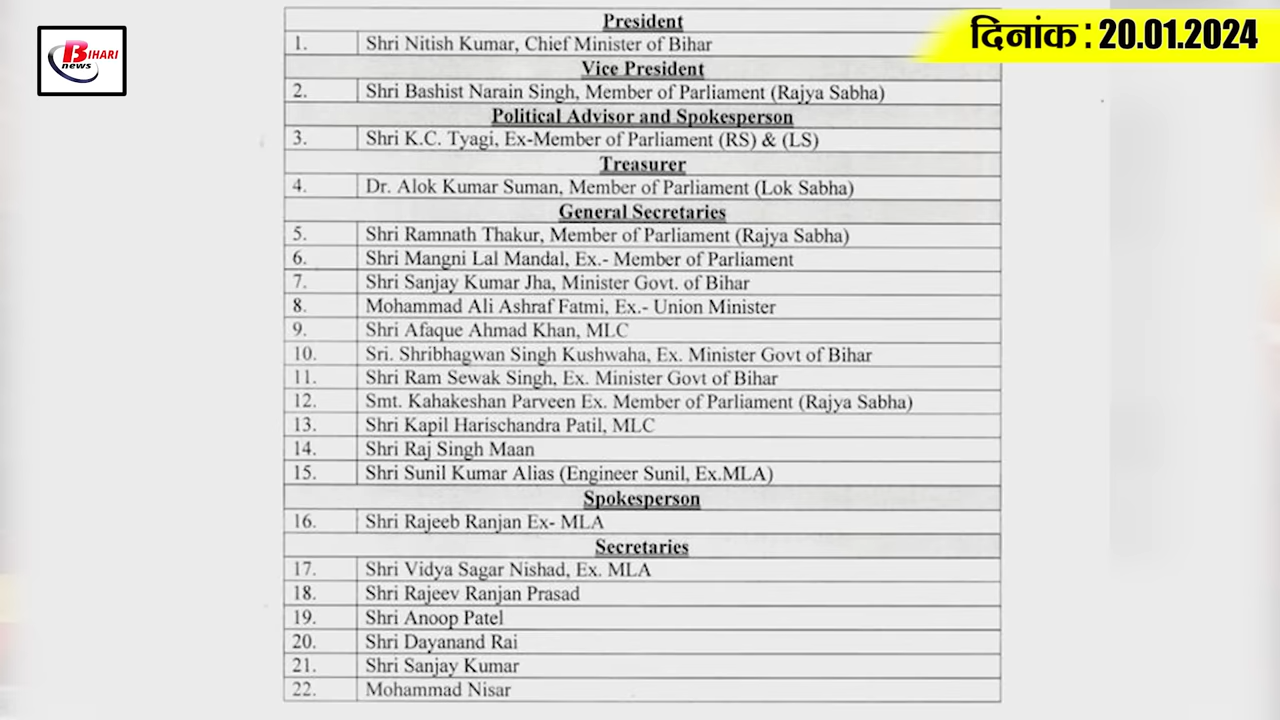 BIHARI
news
दिनांक : 20.01.2024
President
1. Shri Nitish Kumar, Chief Minister of Bihar
Vice President
2. Shri Bashist Narain Singh, Member of Parliament (Rajya Sabha)
Political Advisor and Spokesperson
3. Shri K.C. Tyagi, Ex-Member of Parliament (RS) & (LS)
Treasurer
4. Dr. Alok Kumar Suman, Member of Parliament (Lok Sabha)
General Secretaries
5. Shri Ramnath Thakur, Member of Parliament (Rajya Sabha)
6. Shri Mangni Lal Mandal, Ex.- Member of Parliament
7. Shri Sanjay Kumar Jha, Minister Govt. of Bihar
8. Mohammad Ali Ashraf Fatmi, Ex.- Union Minister
9. Shri Afaque Ahmad Khan, MLC
10. Sri. Shribhagwan Singh Kushwaha, Ex. Minister Govt of Bihar
11. Shri Ram Sewak Singh, Ex. Minister Govt of Bihar
12. Smt. Kahakeshan Parveen Ex. Member of Parliament (Rajya Sabha)
13. Shri Kapil Harischandra Patil, MLC
14. Shri Raj Singh Maan
15. Shri Sunil Kumar Alias (Engineer Sunil, Ex.MLA)
Spokesperson
16. Shri Rajeeb Ranjan Ex- MLA
Secretaries
17. Shri Vidya Sagar Nishad, Ex. MLA
18. Shri Rajeev Ranjan Prasad
19. Shri Anoop Patel
20. Shri Dayanand Rai
21. Shri Sanjay Kumar
22. Mohammad Nisar